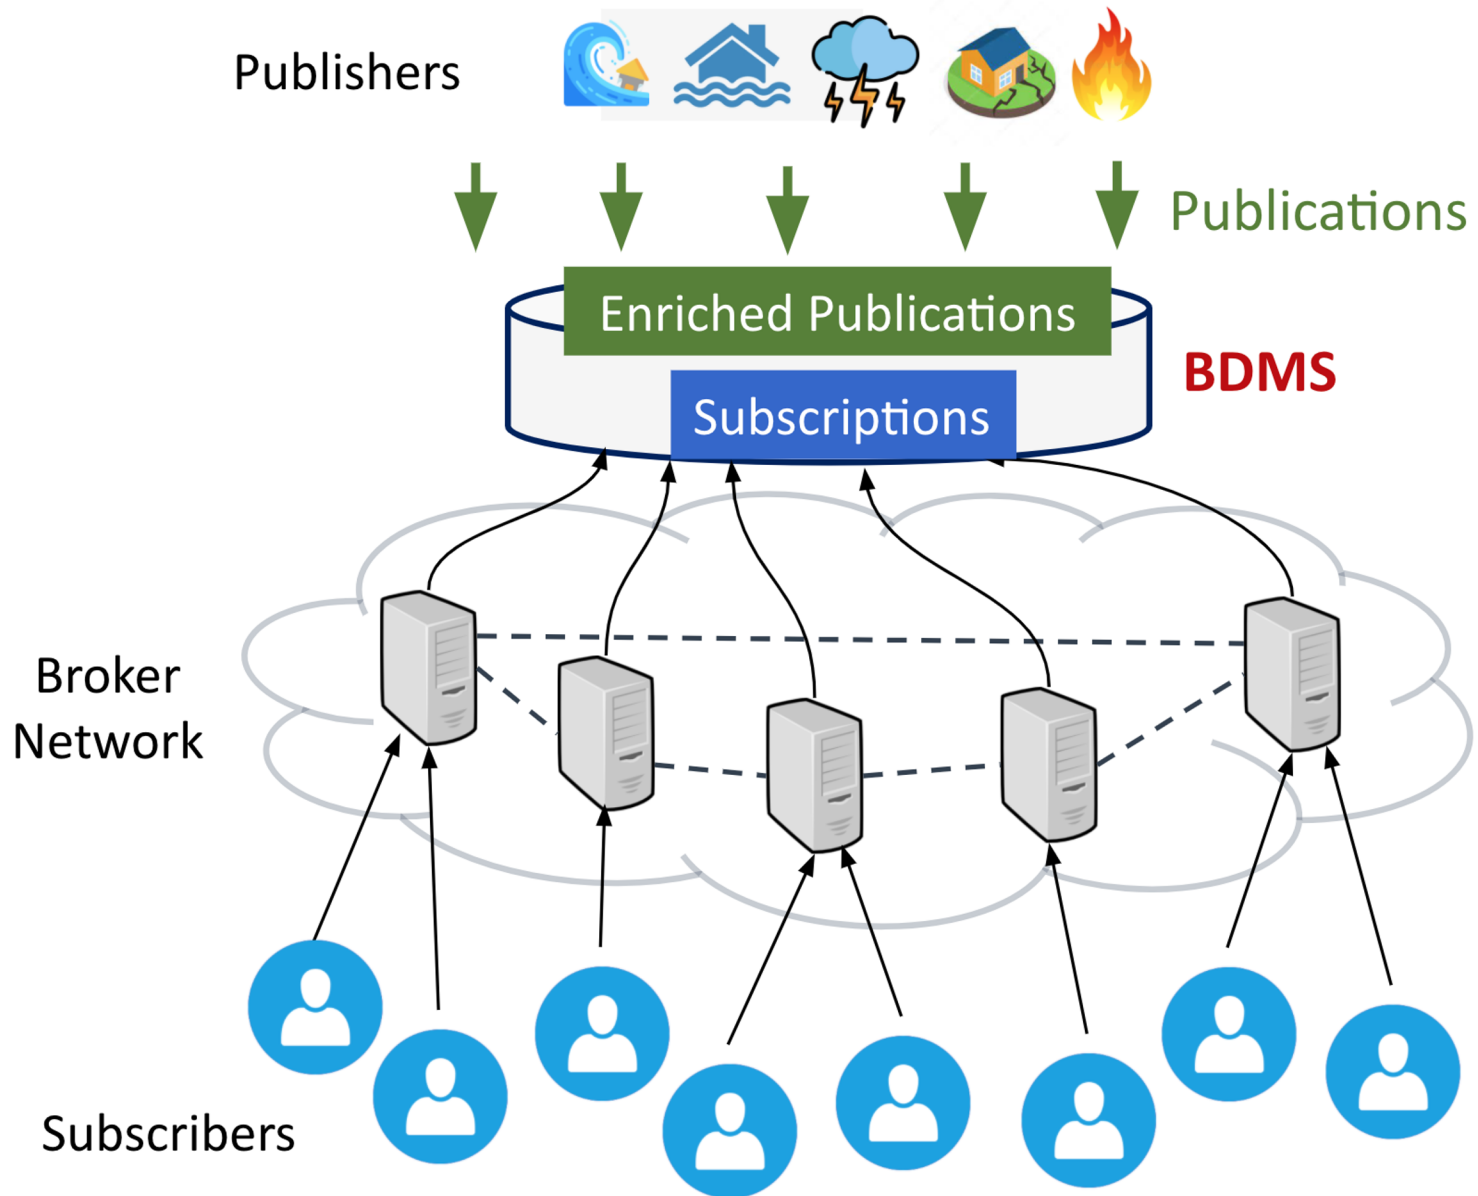 Publishers
Publications
Enriched Publications
BDMS
Subscriptions
Broker
Network
Subscribers